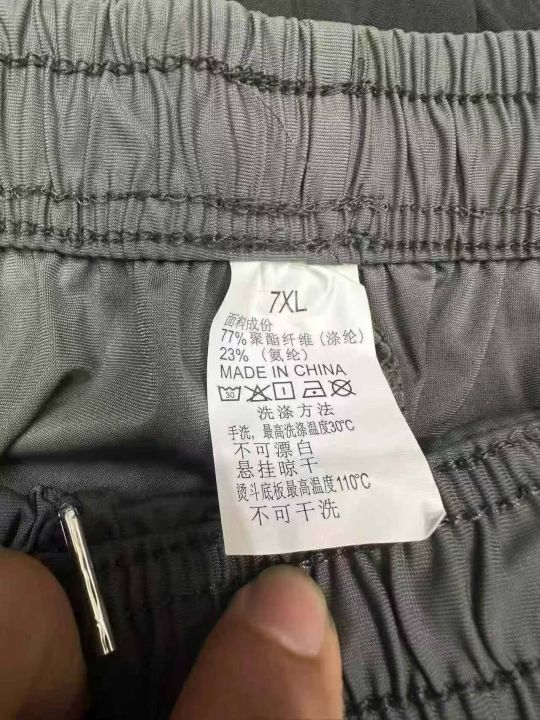 7XL
面料成份
77%聚酯纤维(涤纶)
23%(氨纶)
MADE IN CHINA
30
洗涤方法
手洗，最高洗涤温度30℃
不可漂白
悬挂晾干
熨斗底板最高温度110℃
不可干洗